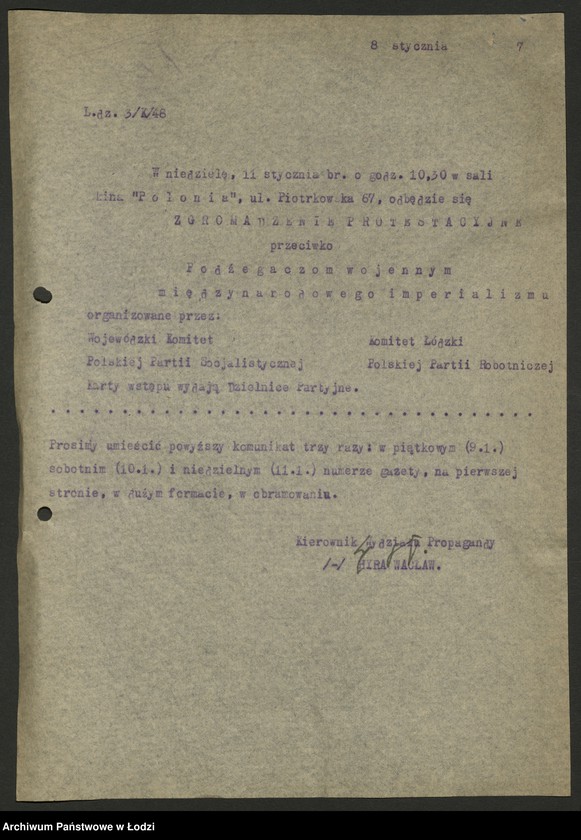 8 stycznia 7
L.dz. 3/K/48
W niedzielę, 11 stycznia br. o godz. 10,30 w sali
kina "P o l o n i a", ul. Piotrkowska 67, odbędzie się
Z G R O M A D Z E N I E P R O T E S T A C Y J N E
przeciwko
P o d ż e g a c z o m w o j e n n y m
m i ę d z y n a r o d o w e g o i m p e r i a l i z m u
organizowane przez:
Wojewódzki Komitet Komitet Łódzki
Polskiej Partii Socjalistycznej Polskiej Partii Robotniczej
Karty wstępu wydają Dzielnice Partyjne.
Prosimy umieścić powyższy komunikat trzy razy: w piątkowym (9.1.)
sobotnim (10.1.) i niedzielnym (11.1.) numerze gazety, na pierwszej
stronie, w dużym formacie, w obramowaniu.
Kierownik Wydziału Propagandy
/-/ WACŁAW.
Archiwum Państwowe w Łodzi